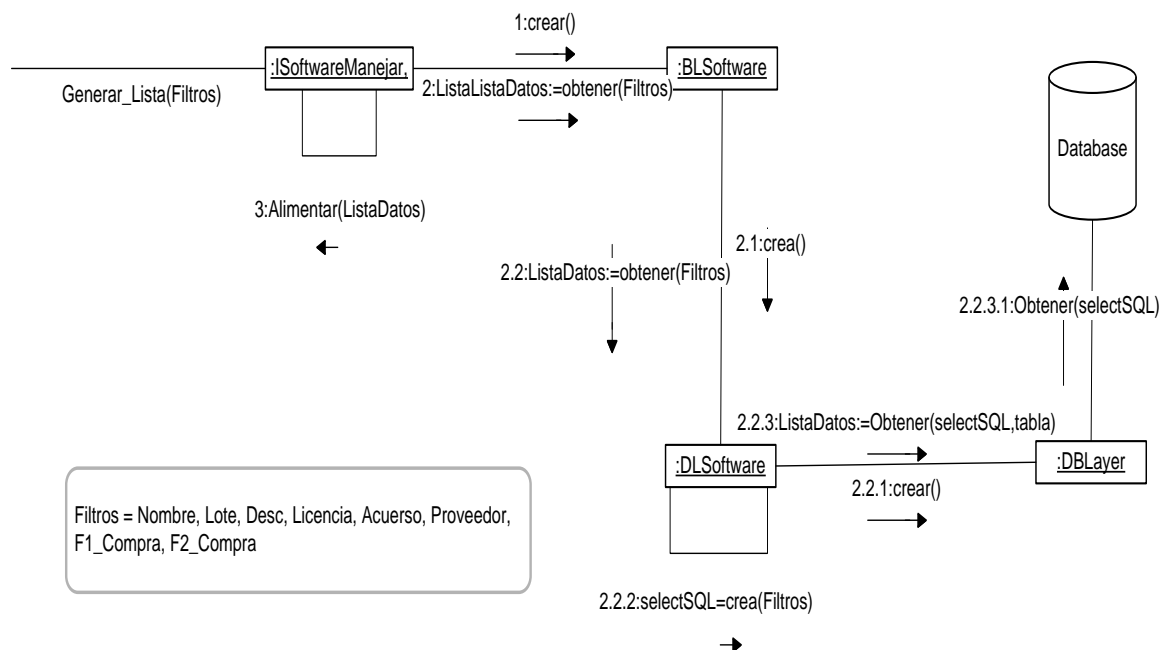 1:crear()
:ISoftwareManejar,
:BLSoftware
Generar_Lista(Filtros)
2:ListaListaDatos:=obtener(Filtros)
Database
3:Alimentar(ListaDatos)
2.1:crea()
2.2:ListaDatos:=obtener(Filtros)
2.2.3.1:Obtener(selectSQL)
2.2.3:ListaDatos:=Obtener(selectSQL,tabla)
:DLSoftware
:DBLayer
2.2.1:crear()
Filtros = Nombre, Lote, Desc, Licencia, Acuerso, Proveedor,
F1_Compra, F2_Compra
2.2.2:selectSQL=crea(Filtros)